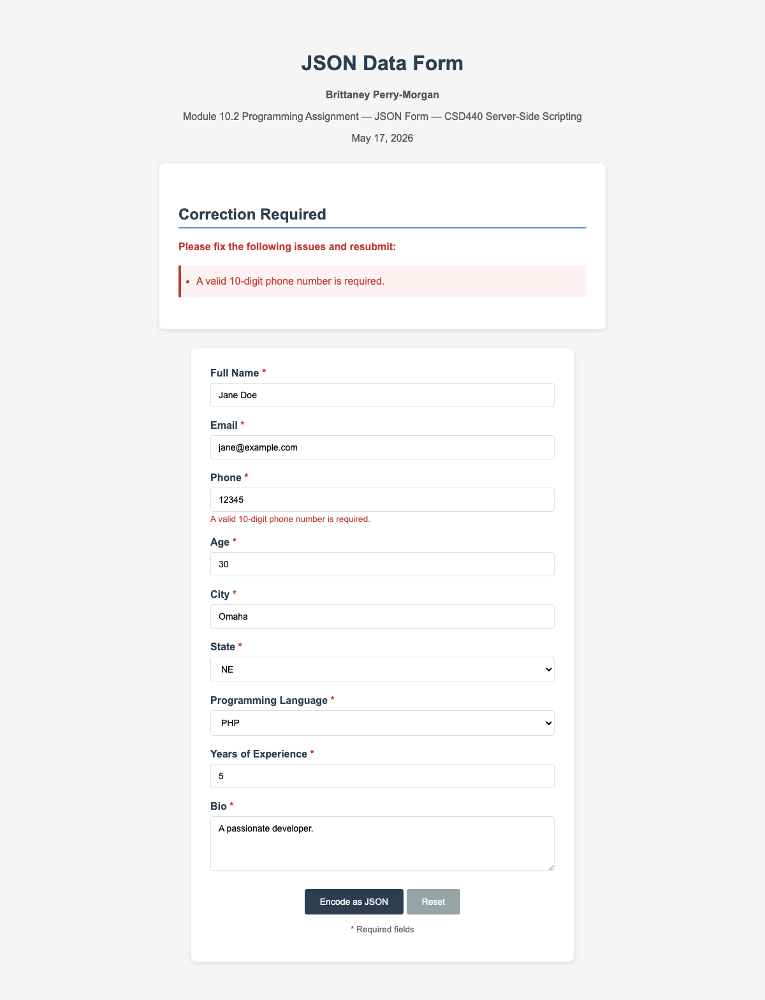 JSON Data Form
Brittaney Perry-Morgan
Module 10.2 Programming Assignment — JSON Form — CSD440 Server-Side Scripting
May 17, 2026
Correction Required
Please fix the following issues and resubmit:
• A valid 10-digit phone number is required.
Full Name *
Jane Doe
Email *
jane@example.com
Phone *
12345
A valid 10-digit phone number is required.
Age *
30
City *
Omaha
State *
NE
Programming Language *
PHP
Years of Experience *
5
Bio *
A passionate developer.
Encode as JSON Reset
* Required fields